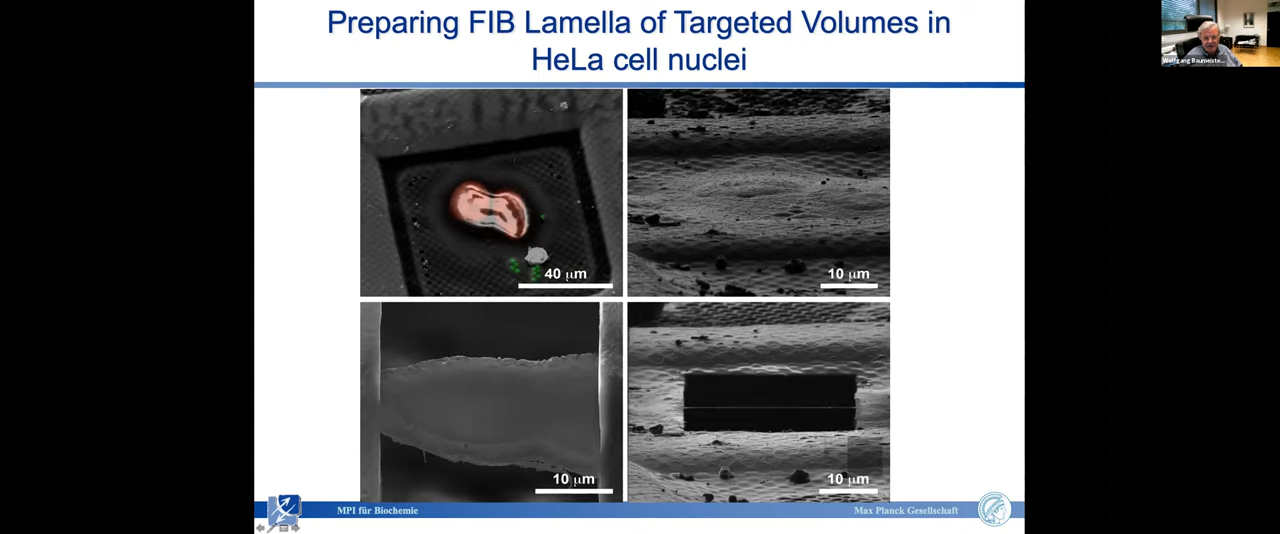 Preparing FIB Lamella of Targeted Volumes in
HeLa cell nuclei
Wolfgang Baumeiste...
40 µm
10 µm
10 µm
10 µm
MPI für Biochemie
Max Planck Gesellschaft